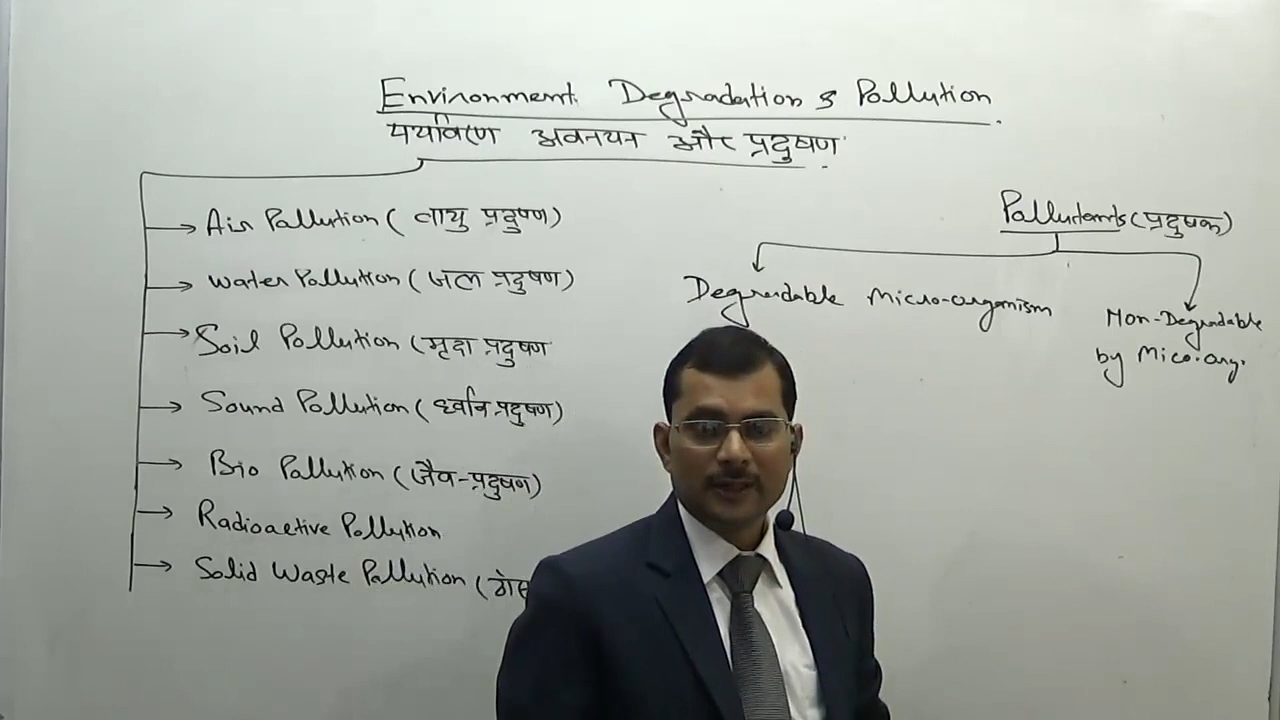 Environment Degradation & Pollution
पर्यावरण अवनयन और प्रदुषण
Air Pollution (वायु प्रदुषण)
Water Pollution (जल प्रदुषण)
Soil Pollution (मृदा प्रदुषण
Sound Pollution (ध्वनि प्रदुषण)
Bio Pollution (जैव-प्रदुषण)
Radioactive Pollution
Solid Waste Pollution (
Pollutants (प्रदुषक)
Degradable Micro-organism
Non-Degradable
by Mico.org.